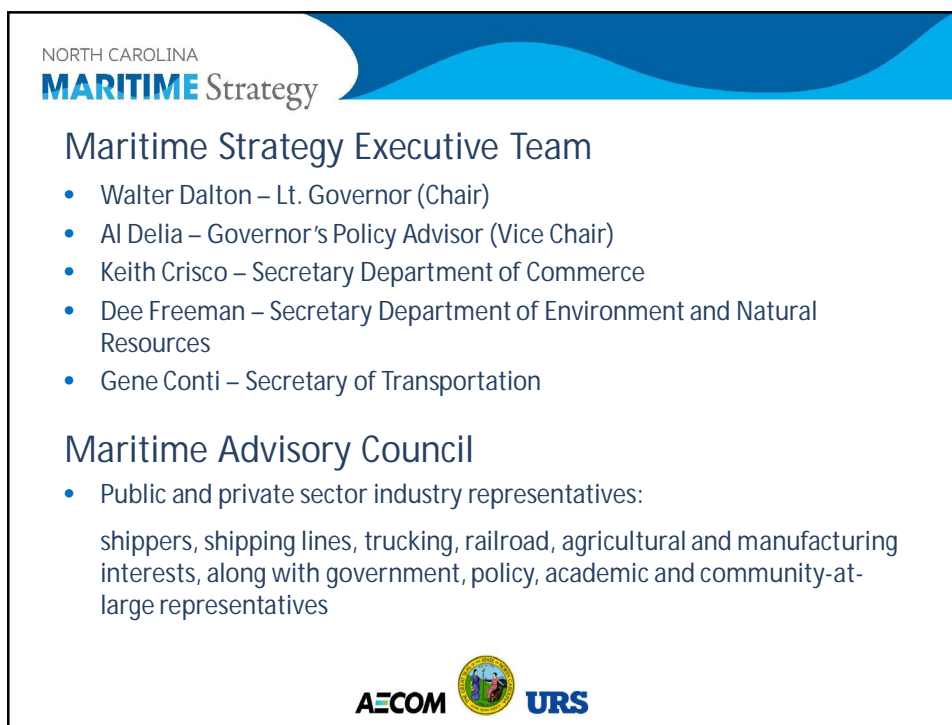 NORTH CAROLINA
MARITIME Strategy
Maritime Strategy Executive Team
• Walter Dalton – Lt. Governor (Chair)
• Al Delia – Governor's Policy Advisor (Vice Chair)
• Keith Crisco – Secretary Department of Commerce
• Dee Freeman – Secretary Department of Environment and Natural
Resources
• Gene Conti – Secretary of Transportation
Maritime Advisory Council
• Public and private sector industry representatives:
shippers, shipping lines, trucking, railroad, agricultural and manufacturing
interests, along with government, policy, academic and community-at-
large representatives
AECOM
URS